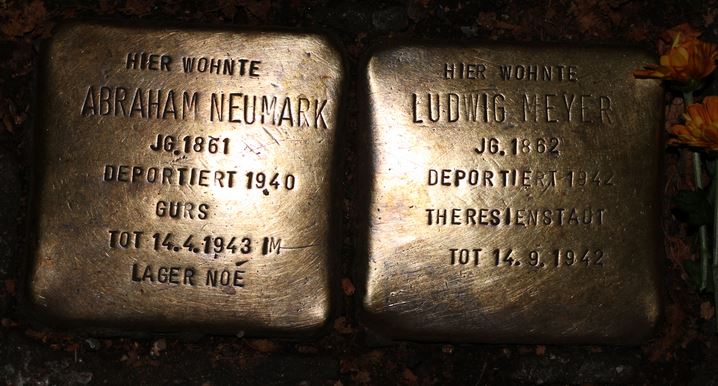 HIER WOHNTE
ABRAHAM NEUMARK
JG. 1861
DEPORTIERT 1940
GURS
TOT 14.4.1943 IM
LAGER NOE
HIER WOHNTE
LUDWIG MEYER
JG. 1862
DEPORTIERT 1942
THERESIENSTADT
TOT 14.9.1942